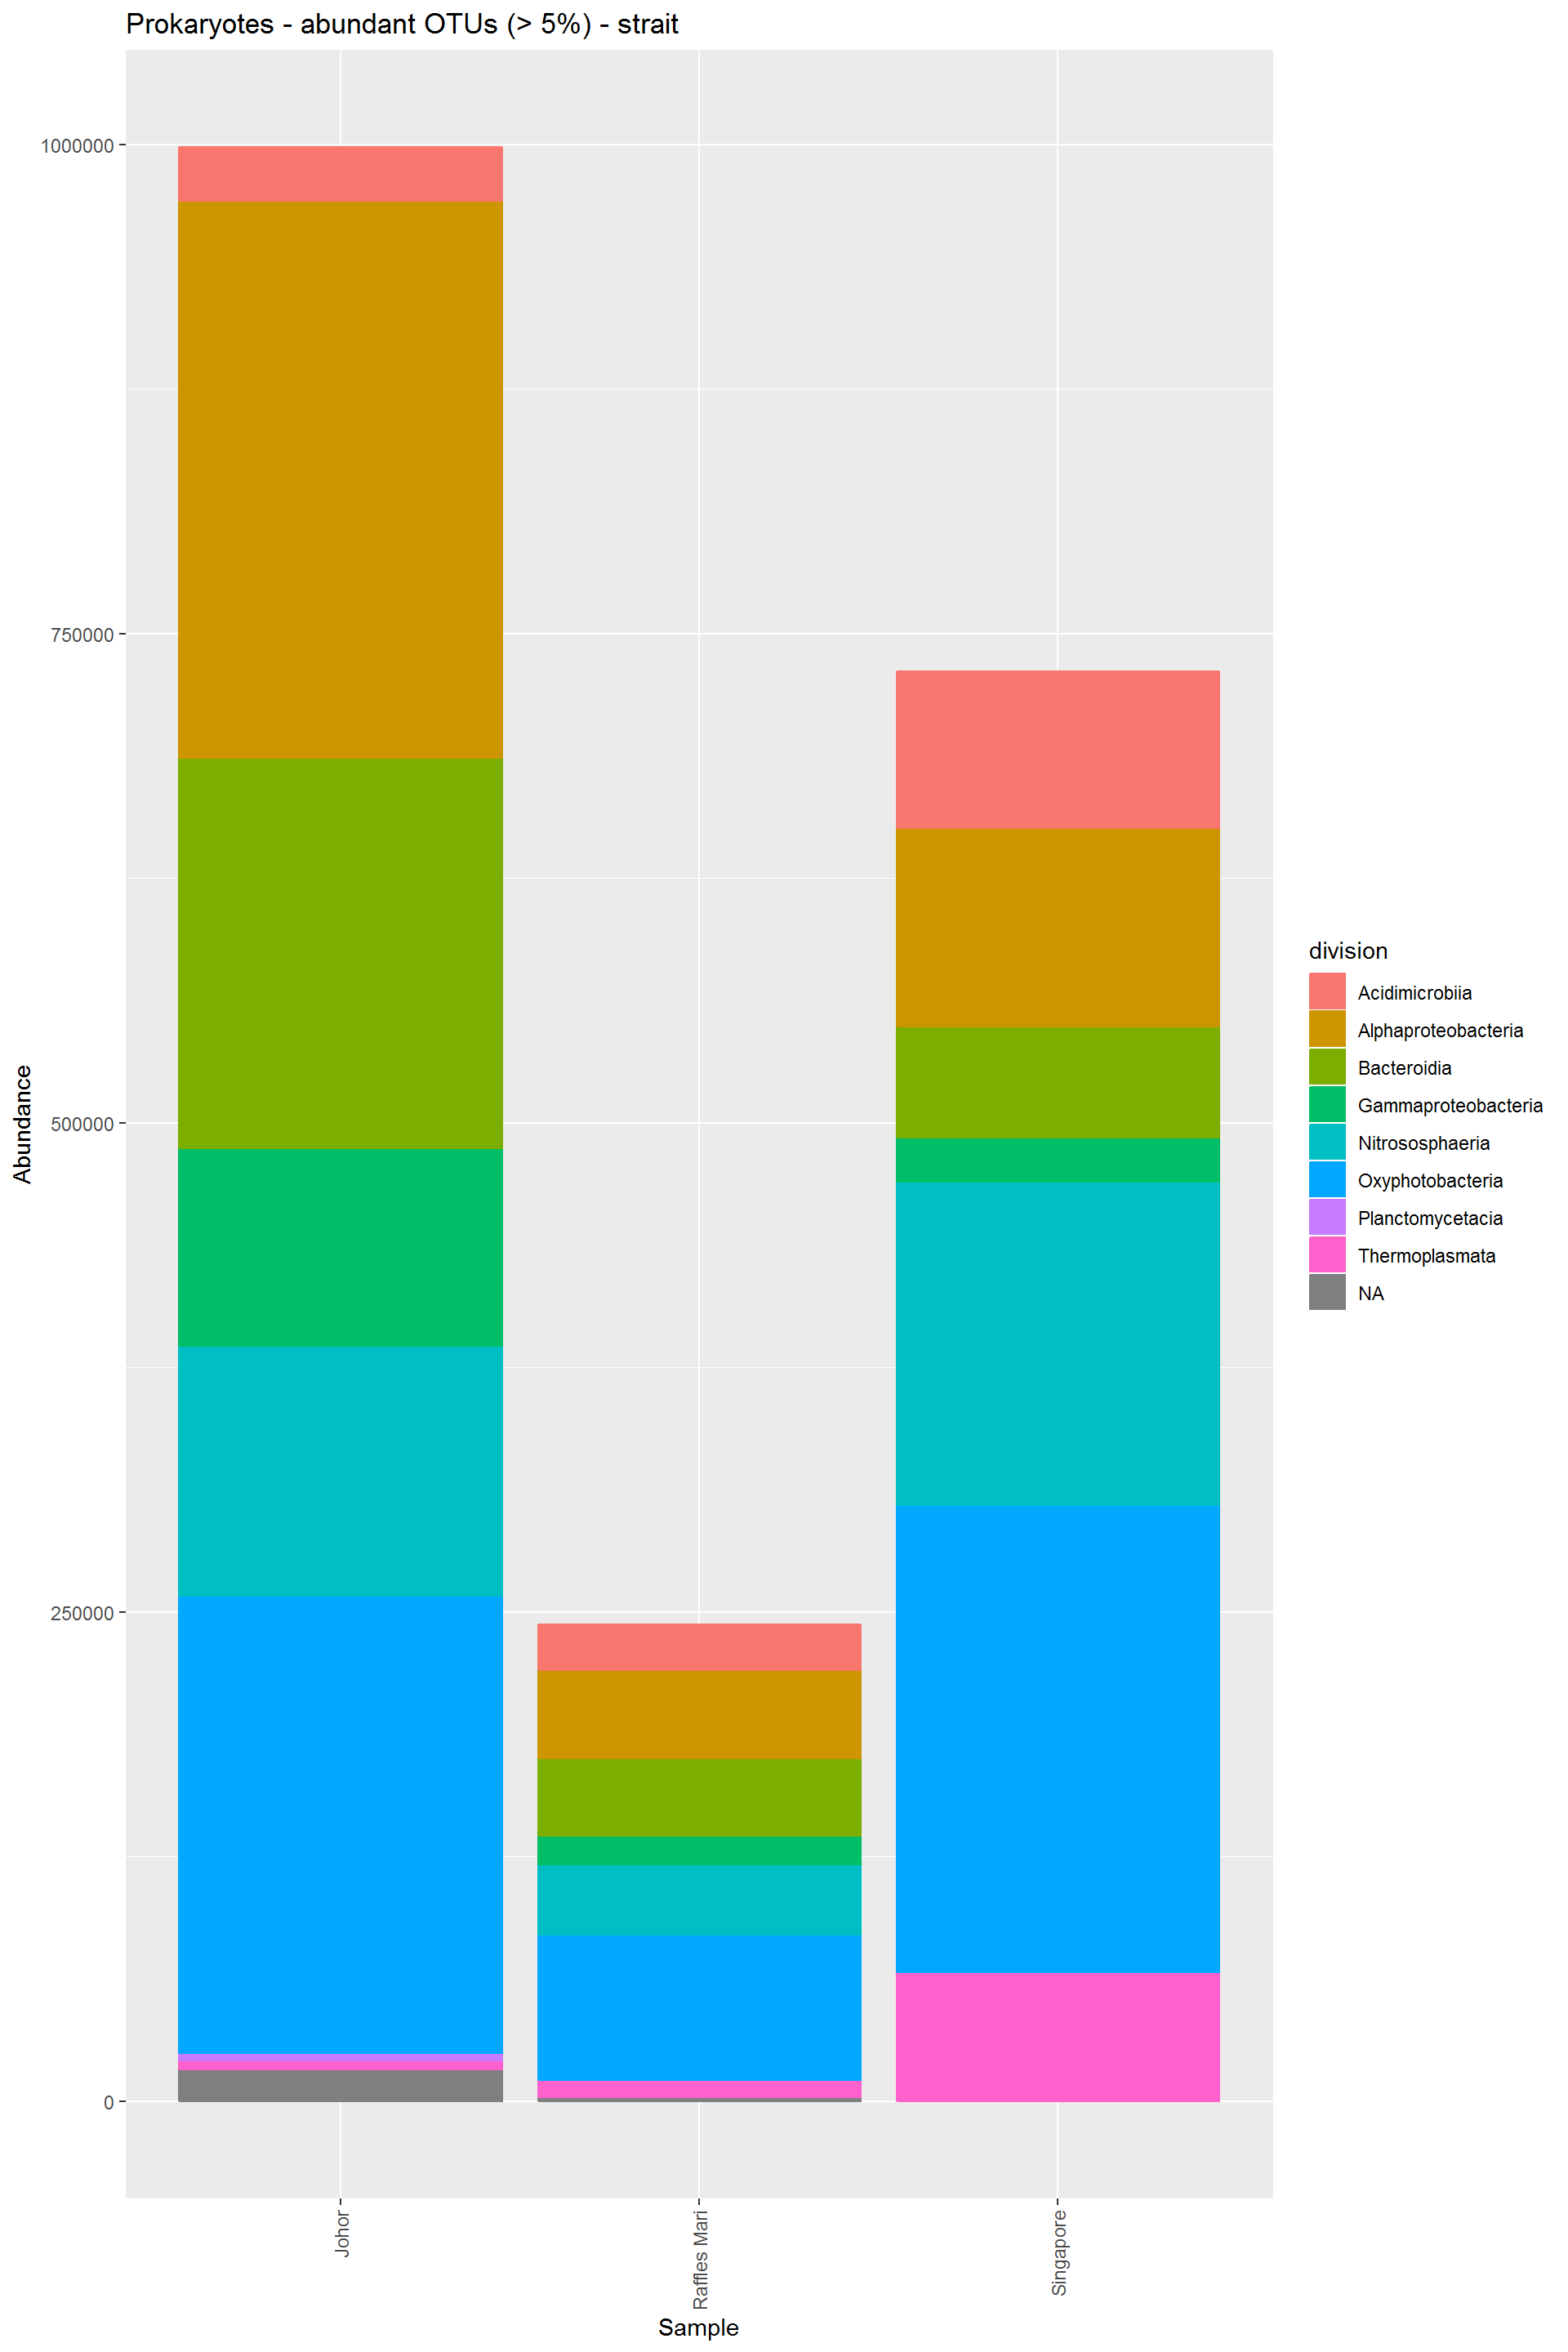 Prokaryotes - abundant OTUs (> 5%) - strait
1000000
750000
500000
250000
0
Abundance
Johor
Raffles Mari
Singapore
Sample
division
Acidimicrobiia
Alphaproteobacteria
Bacteroidia
Gammaproteobacteria
Nitrososphaeria
Oxyphotobacteria
Planctomycetacia
Thermoplasmata
NA